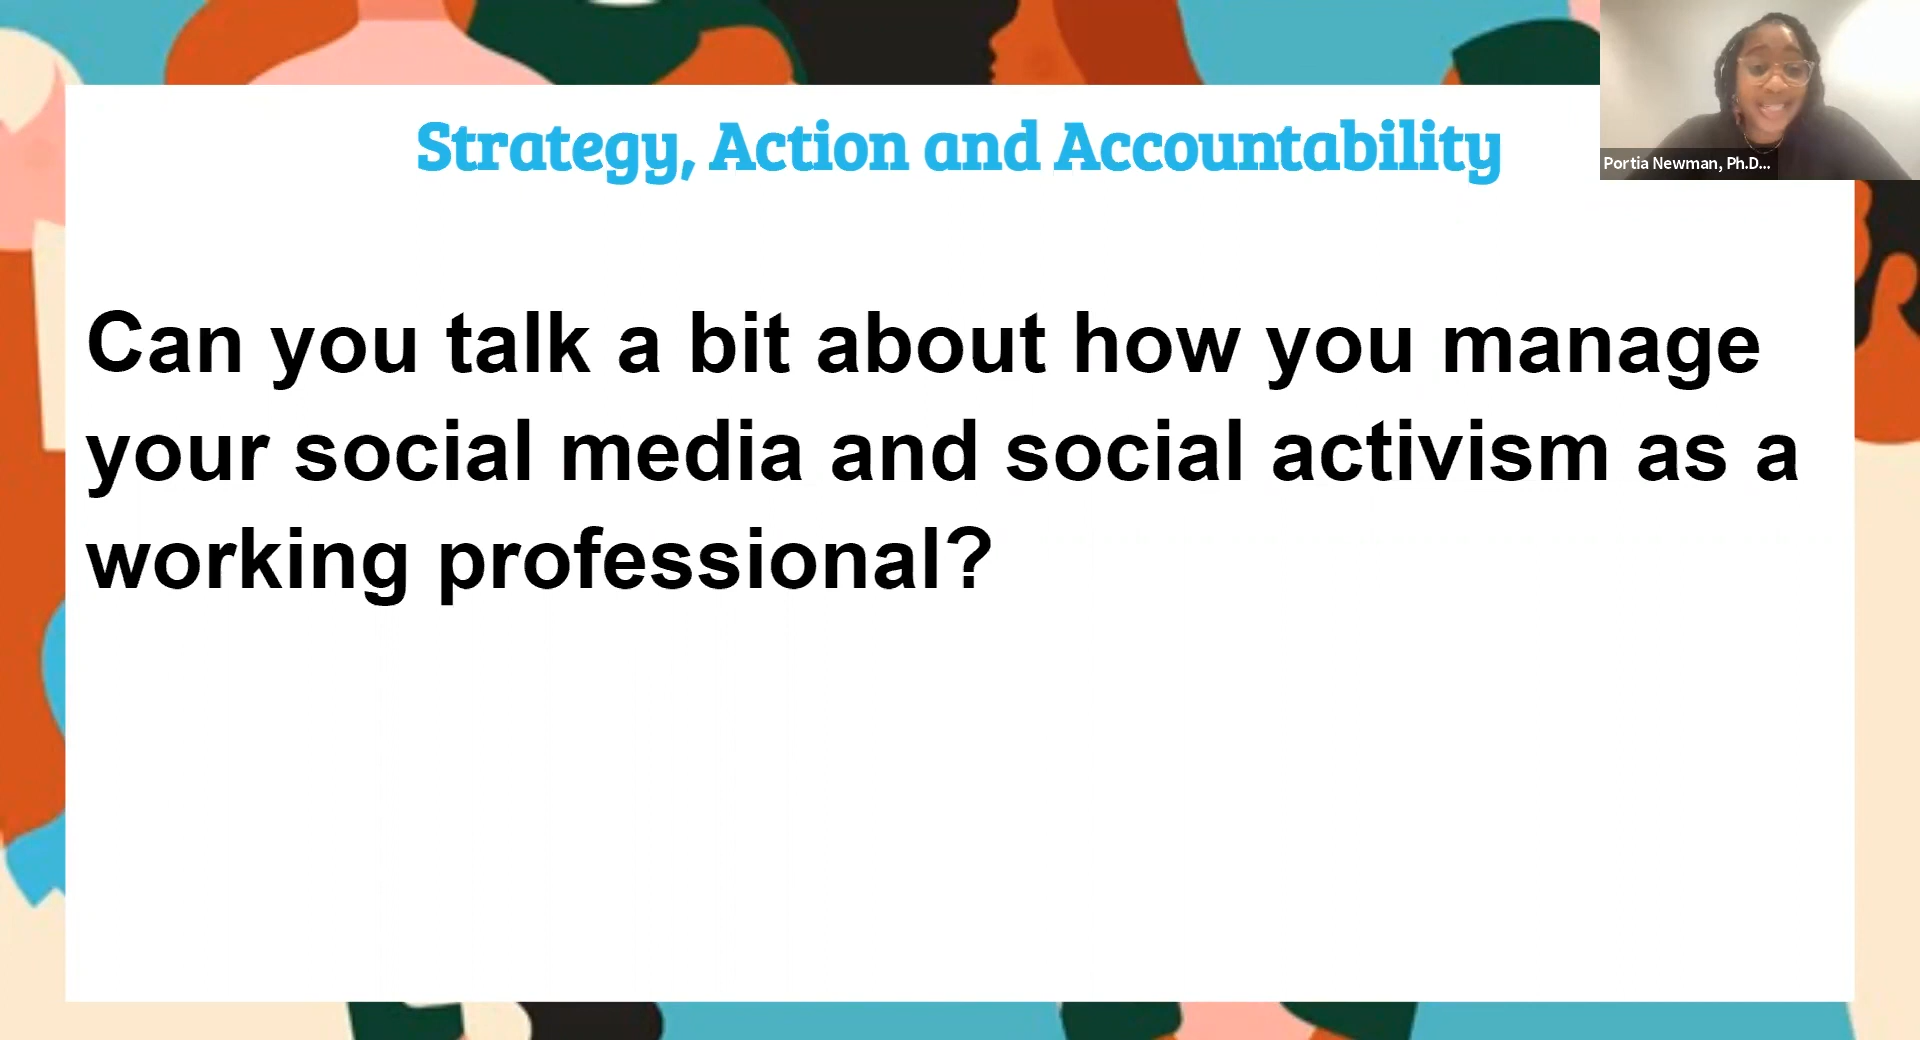 Strategy, Action and Accountability
Portia Newman, Ph.D...
Can you talk a bit about how you manage
your social media and social activism as a
working professional?